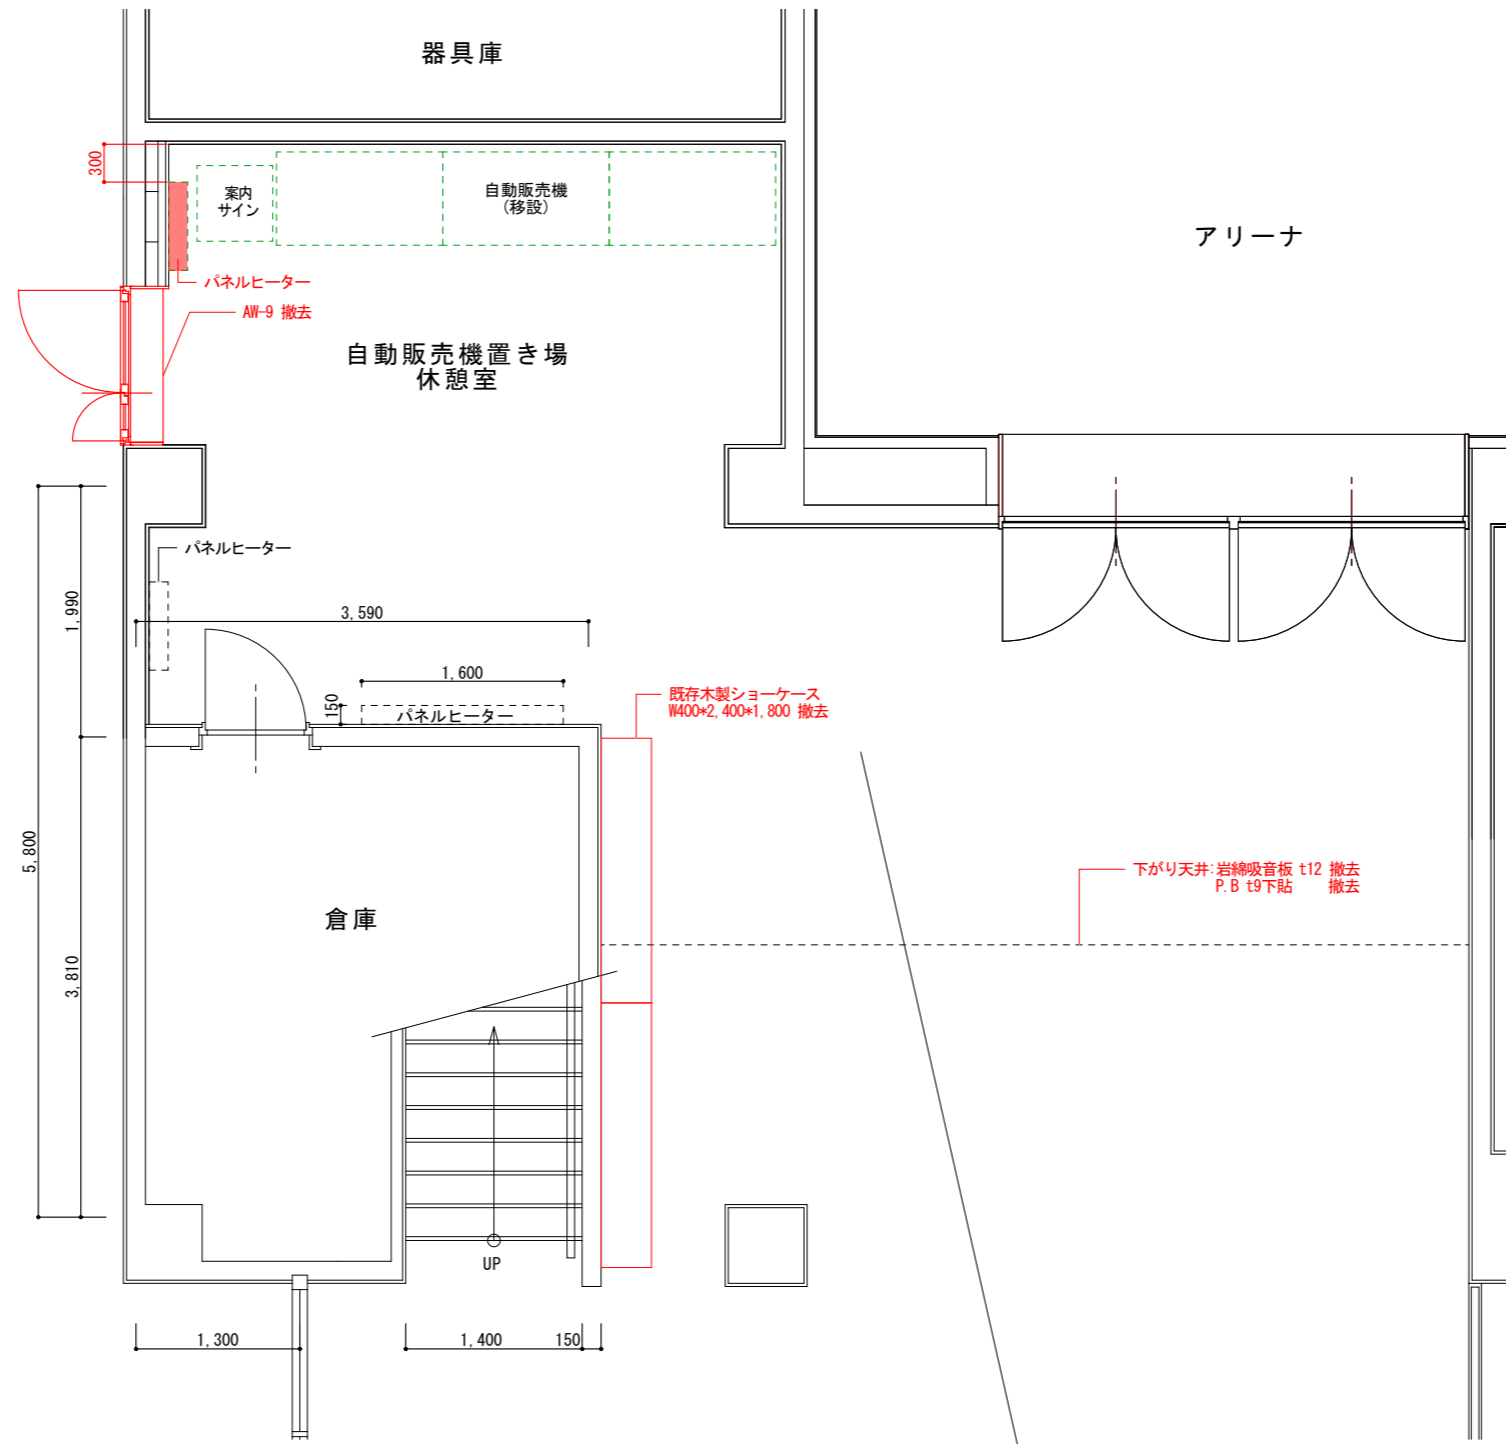 器具庫
300
案内
サイン
自動販売機
(移設)
アリーナ
パネルヒーター
AW-9 撤去
自動販売機置き場
休憩室
パネルヒーター
1,990
3,590
1,600
150
パネルヒーター
既存木製ショーケース
W400*2,400*1,800 撤去
5,800
下がり天井:岩綿吸音板 t12 撤去
P.B t9下貼 撤去
倉庫
3,810
UP
1,300
1,400
150